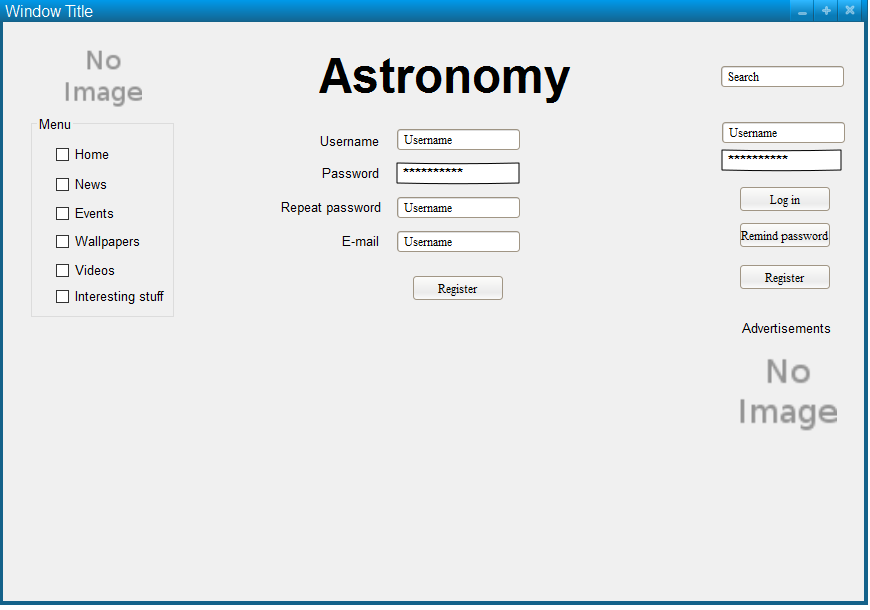 Window Title
No
Image
Astronomy
Search
Menu
Home
News
Events
Wallpapers
Videos
Interesting stuff
Username Username
Password **********
Repeat password Username
E-mail Username
Register
Username
**********
Log in
Remind password
Register
Advertisements
No
Image